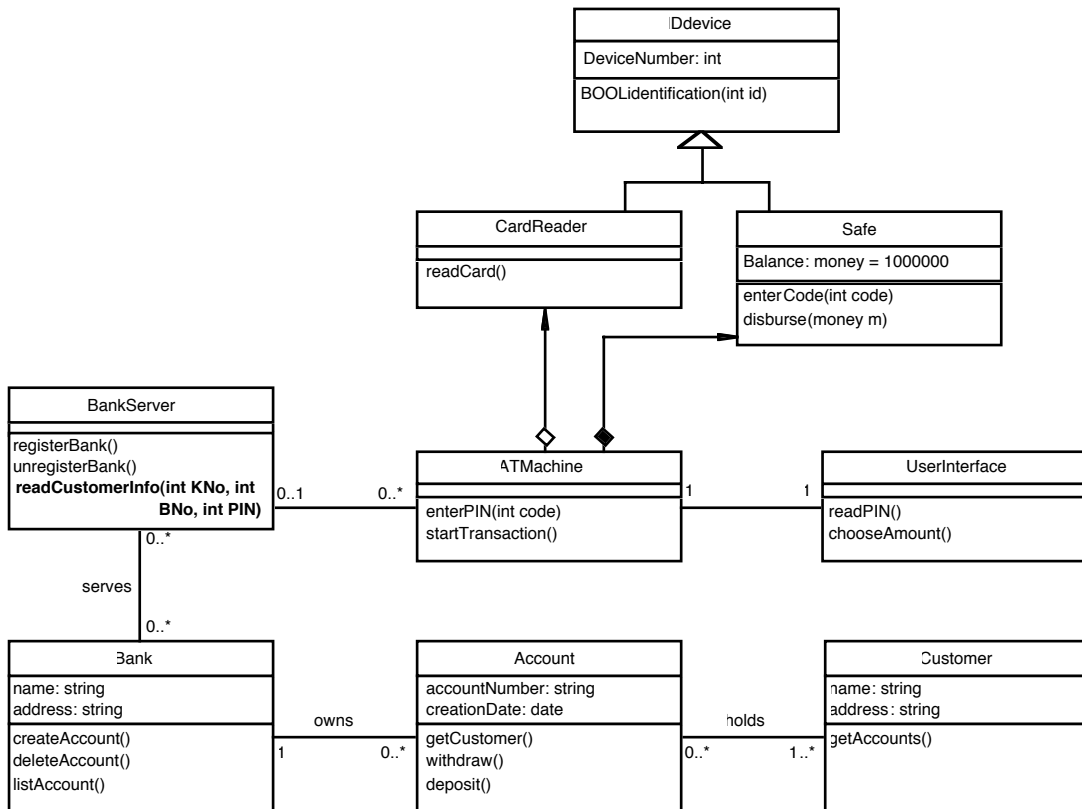 IDdevice
DeviceNumber: int
BOOLidentification(int id)
CardReader
readCard()
Safe
Balance: money = 1000000
enterCode(int code)
disburse(money m)
BankServer
registerBank()
unregisterBank()
readCustomerInfo(int KNo, int
BNo, int PIN)
0..1
0..*
ATMachine
enterPIN(int code)
startTransaction()
1
1
UserInterface
readPIN()
chooseAmount()
0..*
serves
0..*
Bank
name: string
address: string
createAccount()
deleteAccount()
listAccount()
owns
1
0..*
Account
accountNumber: string
creationDate: date
getCustomer()
withdraw()
deposit()
holds
0..*
1..*
Customer
name: string
address: string
getAccounts()